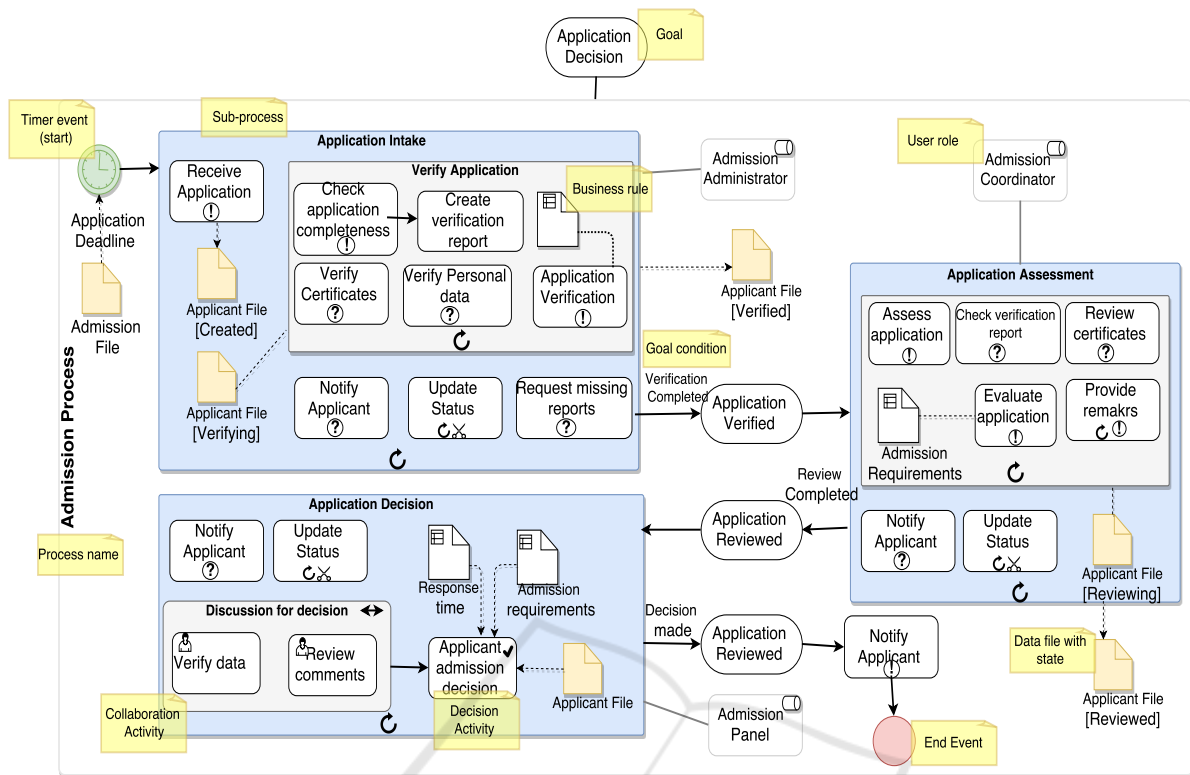 Application
Decision
Goal
Timer event
(start)
Sub-process
Application Intake
Receive
Application
Verify Application
Check
application
completeness
Create
verification
report
Business rule
Verify
Certificates
Verify Personal
data
Application
Verification
Applicant File
[Created]
Applicant File
[Verifying]
Notify
Applicant
Update
Status
Request missing
reports
Application
Deadline
Admission
File
Admission Process
Process name
Admission
Administrator
Applicant File
[Verified]
Goal condition
Verification
Completed
Application
Verified
User role
Admission
Coordinator
Application Assessment
Assess
application
Check verification
report
Review
certificates
Admission
Requirements
Evaluate
application
Provide
remakrs
Notify
Applicant
Update
Status
Applicant File
[Reviewing]
Review
Completed
Application
Reviewed
Application Decision
Notify
Applicant
Update
Status
Response
time
Admission
requirements
Discussion for decision
Verify data
Review
comments
Applicant
admission
decision
Applicant File
Collaboration
Activity
Decision
Activity
Decision
made
Application
Reviewed
Notify
Applicant
Admission
Panel
End Event
Data file with
state
Applicant File
[Reviewed]